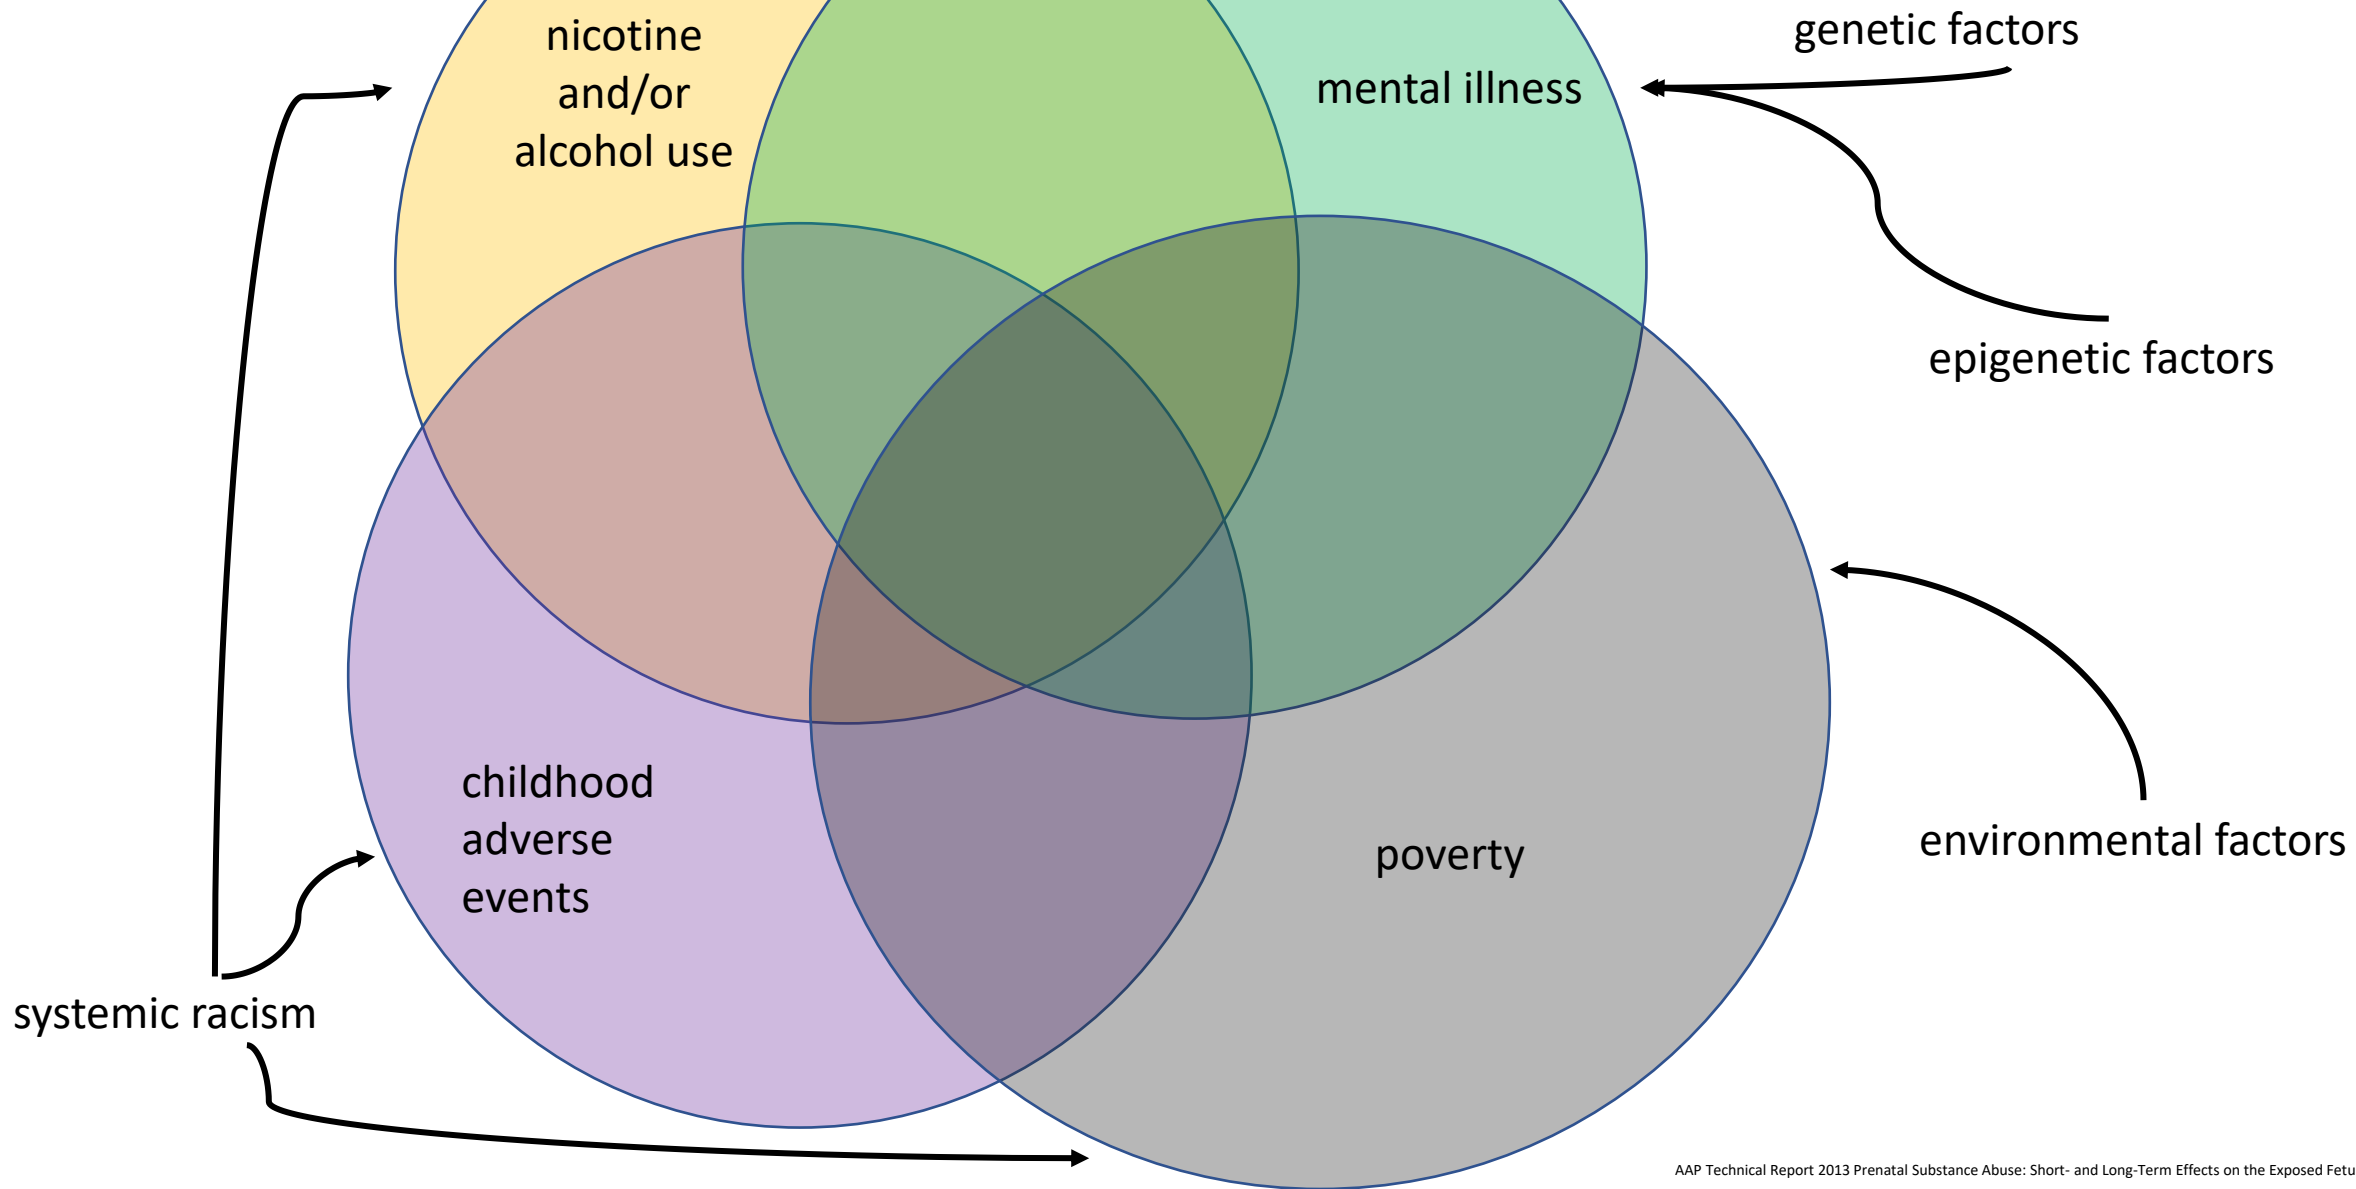 nicotine
and/or
alcohol use
mental illness
genetic factors
epigenetic factors
childhood
adverse
events
poverty
environmental factors
systemic racism
AAP Technical Report 2013 Prenatal Substance Abuse: Short- and Long-Term Effects on the Exposed Fetu